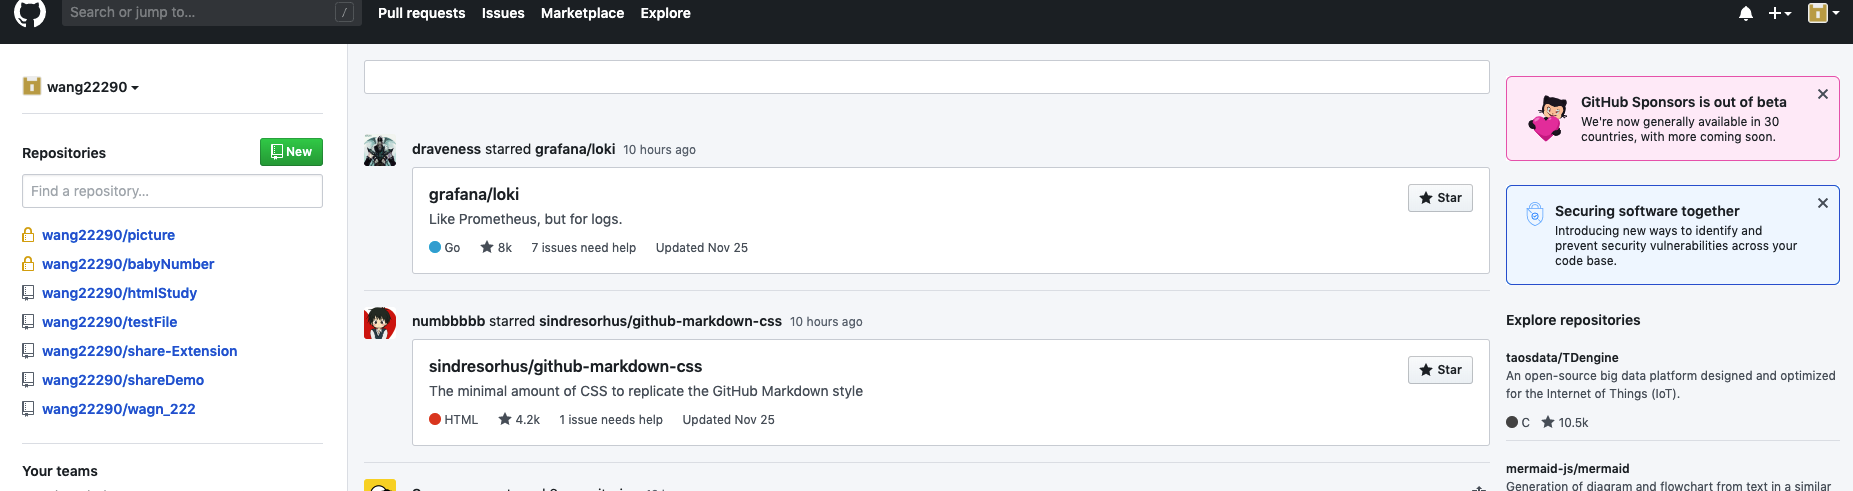 Search or jump to...
/
Pull requests
Issues
Marketplace
Explore
wang22290
Repositories
New
Find a repository...
wang22290/picture
wang22290/babyNumber
wang22290/htmlStudy
wang22290/testFile
wang22290/share-Extension
wang22290/shareDemo
wang22290/wagn_222
Your teams
draveness starred grafana/loki 10 hours ago
grafana/loki
Star
Like Prometheus, but for logs.
Go 8k 7 issues need help Updated Nov 25
numbbbbb starred sindresorhus/github-markdown-css 10 hours ago
sindresorhus/github-markdown-css
Star
The minimal amount of CSS to replicate the GitHub Markdown style
HTML 4.2k 1 issue needs help Updated Nov 25
GitHub Sponsors is out of beta
We're now generally available in 30
countries, with more coming soon.
Securing software together
Introducing new ways to identify and
prevent security vulnerabilities across your
code base.
Explore repositories
taosdata/TDengine
An open-source big data platform designed and optimized
for the Internet of Things (IoT).
C 10.5k
mermaid-js/mermaid
Generation of diagram and flowchart from text in a similar